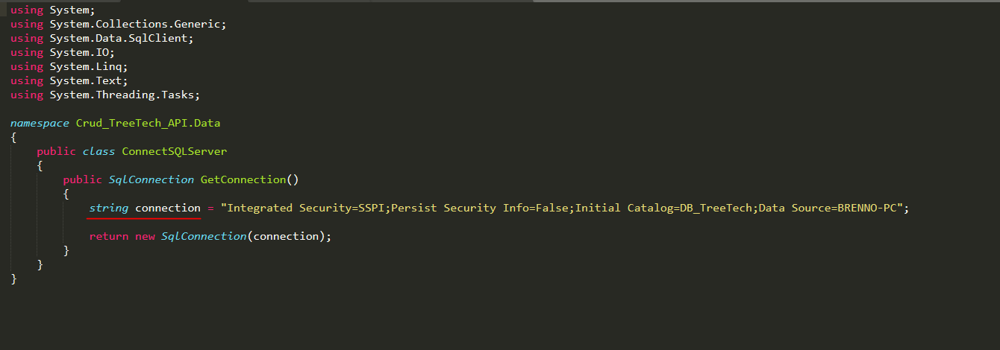 using System;
using System.Collections.Generic;
using System.Data.SqlClient;
using System.IO;
using System.Linq;
using System.Text;
using System.Threading.Tasks;
namespace Crud_TreeTech_API.Data
{
public class ConnectSQLServer
{
public SqlConnection GetConnection()
{
string connection = "Integrated Security=SSPI;Persist Security Info=False;Initial Catalog=DB_TreeTech;Data Source=BRENNO-PC";
return new SqlConnection(connection);
}
}
}